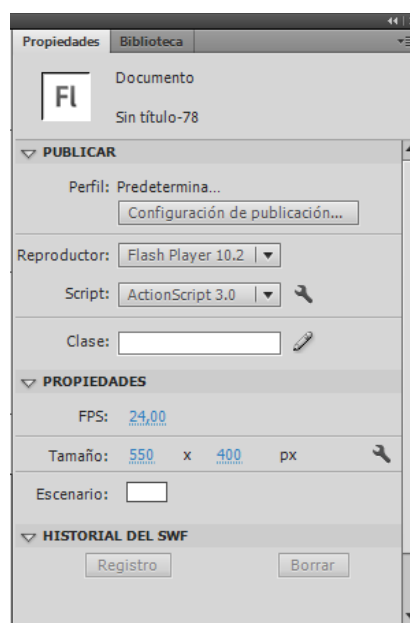 Propiedades Biblioteca
Fl
Documento
Sin título-78
PUBLICAR
Perfil: Predetermina...
Configuración de publicación...
Reproductor: Flash Player 10.2
Script: ActionScript 3.0
Clase:
PROPIEDADES
FPS: 24,00
Tamaño: 550 x 400 px
Escenario:
HISTORIAL DEL SWF
Registro Borrar